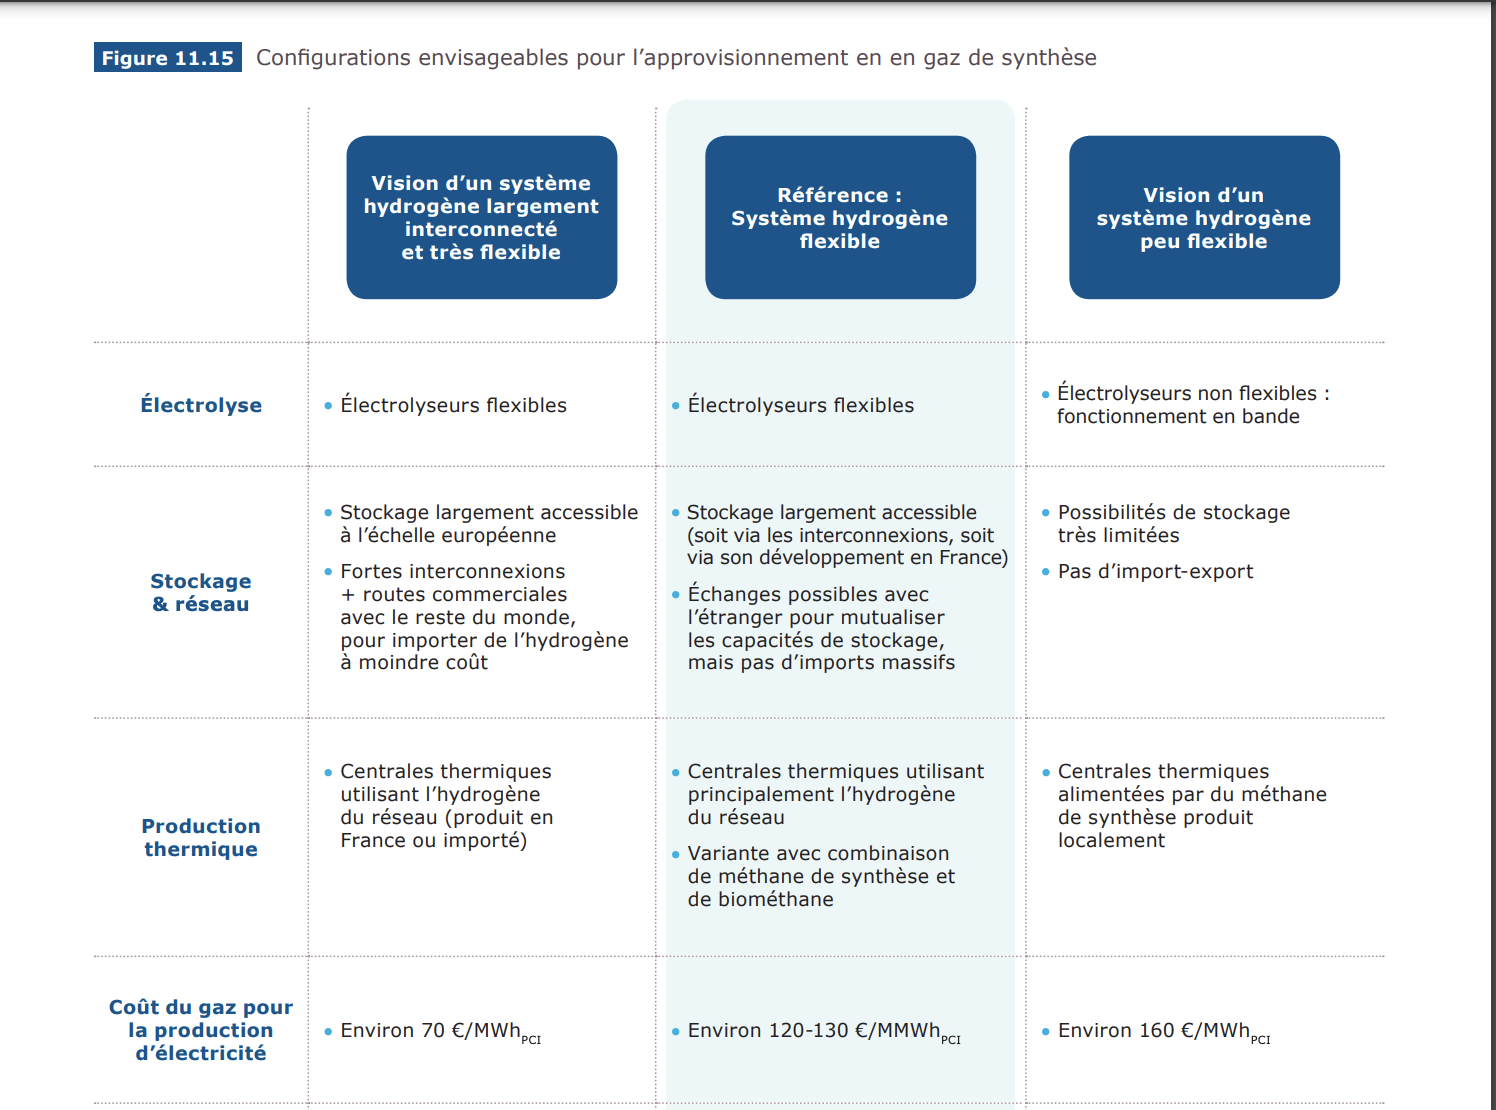 Figure 11.15 Configurations envisageables pour l’approvisionnement en en gaz de synthèse
Vision d’un système
hydrogène largement
interconnecté
et très flexible
Référence :
Système hydrogène
flexible
Vision d’un
système hydrogène
peu flexible
Électrolyse
• Électrolyseurs flexibles
• Électrolyseurs flexibles
• Électrolyseurs non flexibles :
fonctionnement en bande
Stockage
& réseau
• Stockage largement accessible
à l’échelle européenne
• Fortes interconnexions
+ routes commerciales
avec le reste du monde,
pour importer de l’hydrogène
à moindre coût
• Stockage largement accessible
(soit via les interconnexions, soit
via son développement en France)
• Échanges possibles avec
l’étranger pour mutualiser
les capacités de stockage,
mais pas d’imports massifs
• Possibilités de stockage
très limitées
• Pas d’import-export
Production
thermique
• Centrales thermiques
utilisant l’hydrogène
du réseau (produit en
France ou importé)
• Centrales thermiques utilisant
principalement l’hydrogène
du réseau
• Variante avec combinaison
de méthane de synthèse et
de biométhane
• Centrales thermiques
alimentées par du méthane
de synthèse produit
localement
Coût du gaz pour
la production
d’électricité
• Environ 70 €/MWhPCI
• Environ 120-130 €/MMWhPCI
• Environ 160 €/MWhPCI